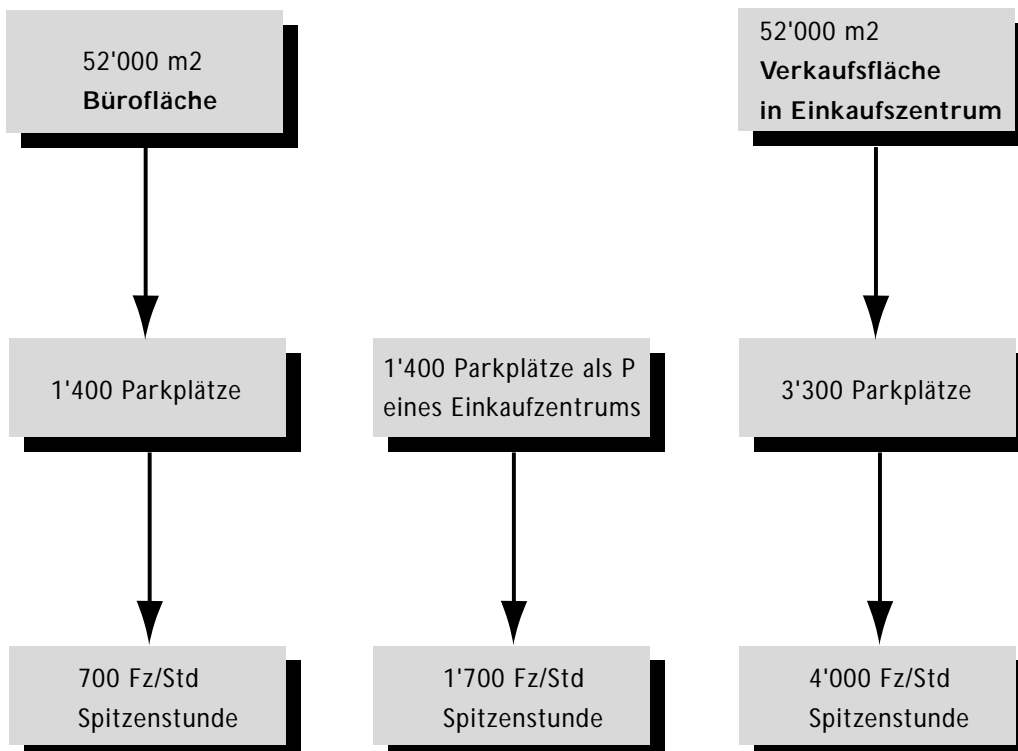 52'000 m2
Bürofläche
52'000 m2
Verkaufsfläche
in Einkaufszentrum
1'400 Parkplätze
1'400 Parkplätze als P
eines Einkaufzentrums
3'300 Parkplätze
700 Fz/Std
Spitzenstunde
1'700 Fz/Std
Spitzenstunde
4'000 Fz/Std
Spitzenstunde